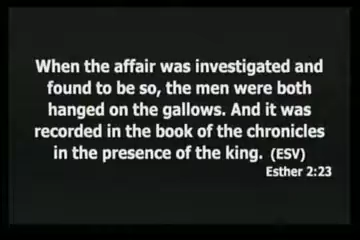 When the affair was investigated and
found to be so, the men were both
hanged on the gallows. And it was
recorded in the book of the chronicles
in the presence of the king. (ESV)
Esther 2:23